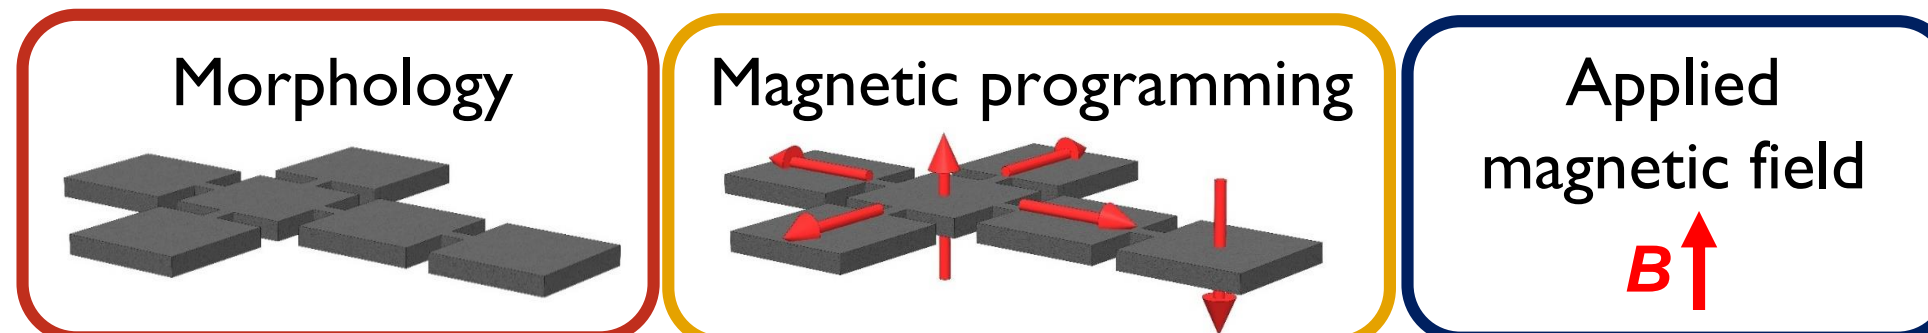 Morphology
Magnetic programming
Applied
magnetic field
B